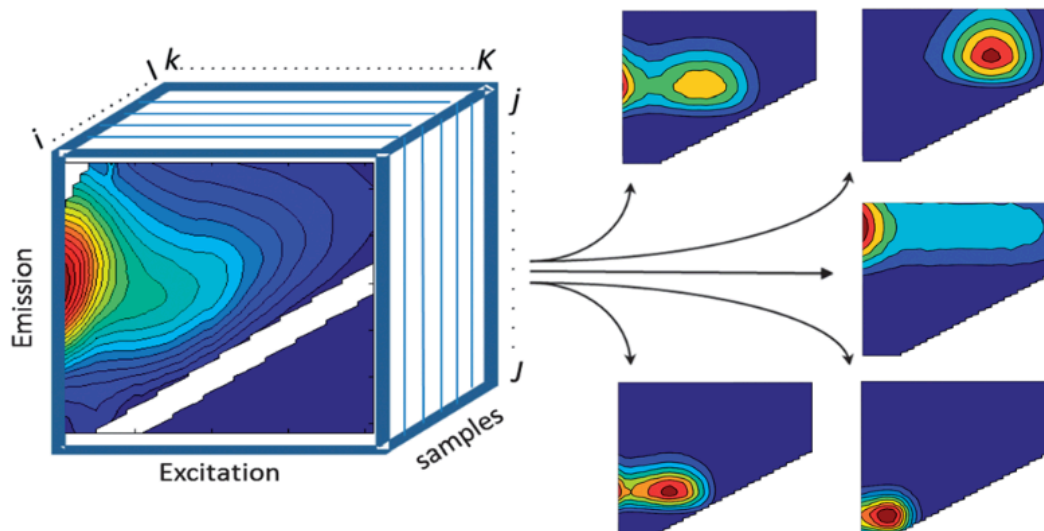 I k K
i j
Emission
J
samples
Excitation